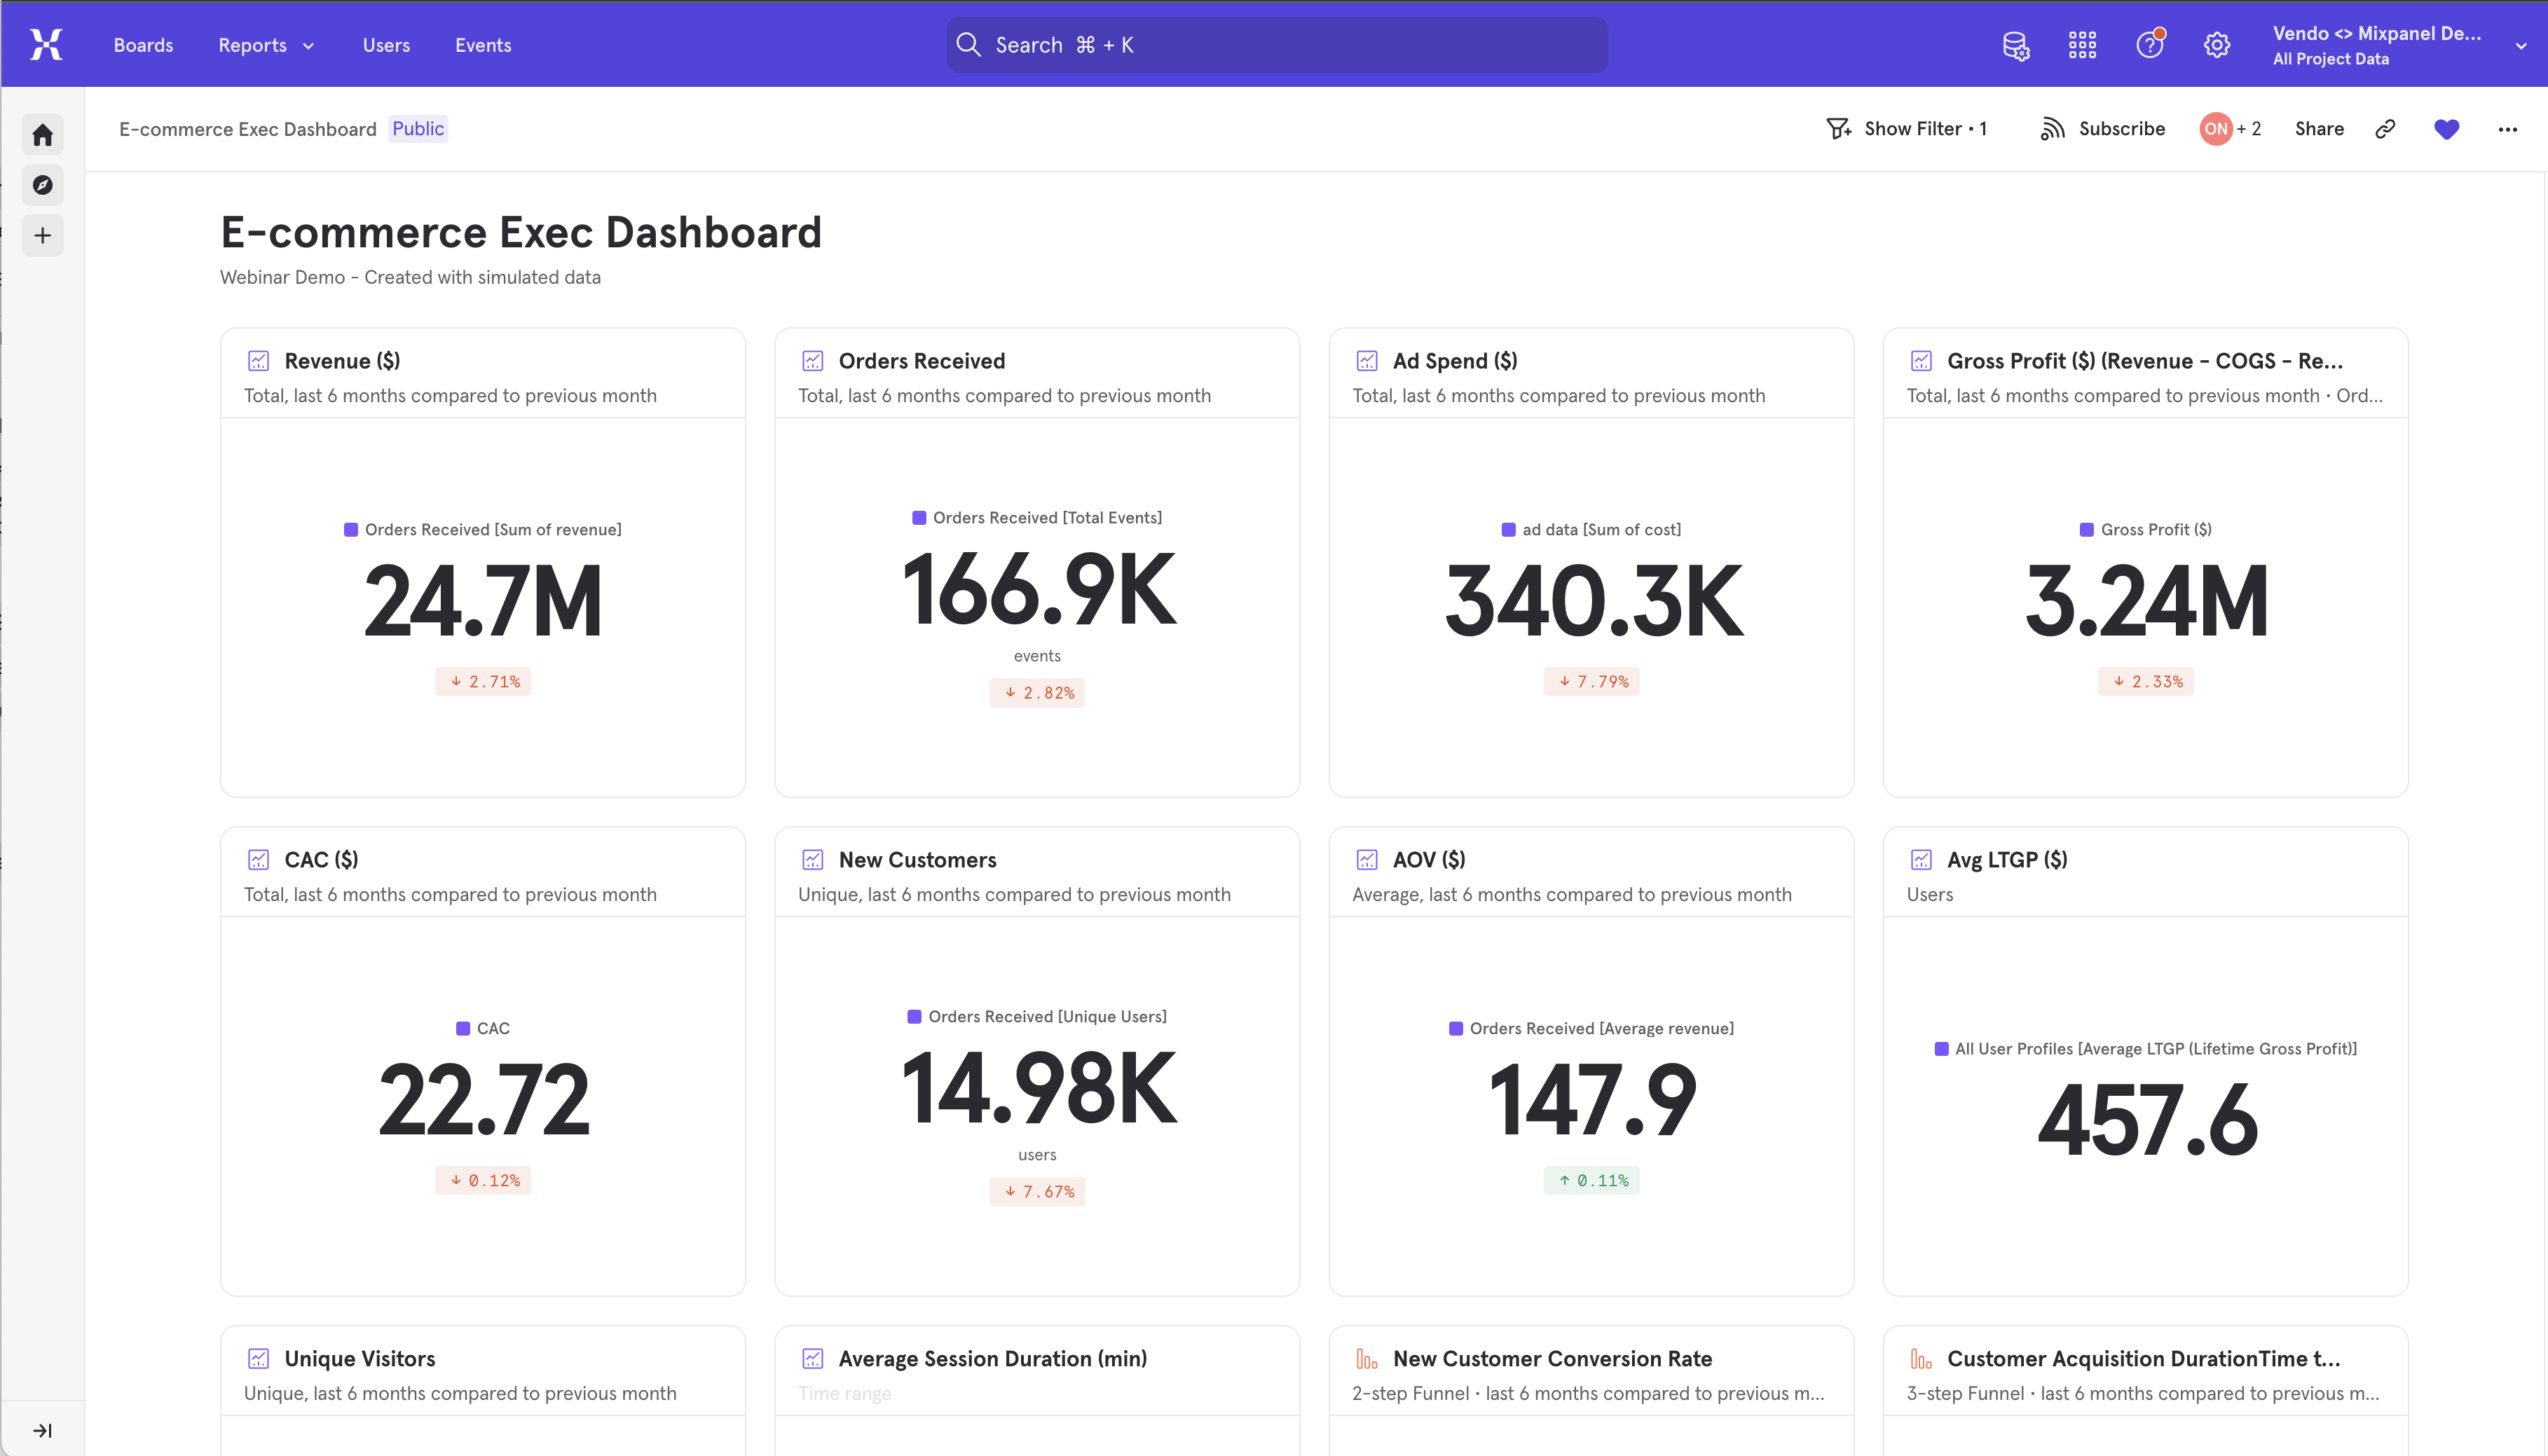 Boards Reports Users Events Search ⌘ + K Vendo <> Mixpanel De...
All Project Data
E-commerce Exec Dashboard Public Show Filter • 1 Subscribe ON + 2 Share
E-commerce Exec Dashboard
Webinar Demo - Created with simulated data
Revenue ($)
Total, last 6 months compared to previous month
Orders Received [Sum of revenue]
24.7M
↓ 2.71%
Orders Received
Total, last 6 months compared to previous month
Orders Received [Total Events]
166.9K
events
↓ 2.82%
Ad Spend ($)
Total, last 6 months compared to previous month
ad data [Sum of cost]
340.3K
↓ 7.79%
Gross Profit ($) (Revenue - COGS - Re...
Total, last 6 months compared to previous month • Ord...
Gross Profit ($)
3.24M
↓ 2.33%
CAC ($)
Total, last 6 months compared to previous month
CAC
22.72
↓ 0.12%
New Customers
Unique, last 6 months compared to previous month
Orders Received [Unique Users]
14.98K
users
↓ 7.67%
AOV ($)
Average, last 6 months compared to previous month
Orders Received [Average revenue]
147.9
↑ 0.11%
Avg LTGP ($)
Users
All User Profiles [Average LTGP (Lifetime Gross Profit)]
457.6
Unique Visitors
Unique, last 6 months compared to previous month
Average Session Duration (min)
Time range
New Customer Conversion Rate
2-step Funnel • last 6 months compared to previous m...
Customer Acquisition DurationTime t...
3-step Funnel • last 6 months compared to previous m...